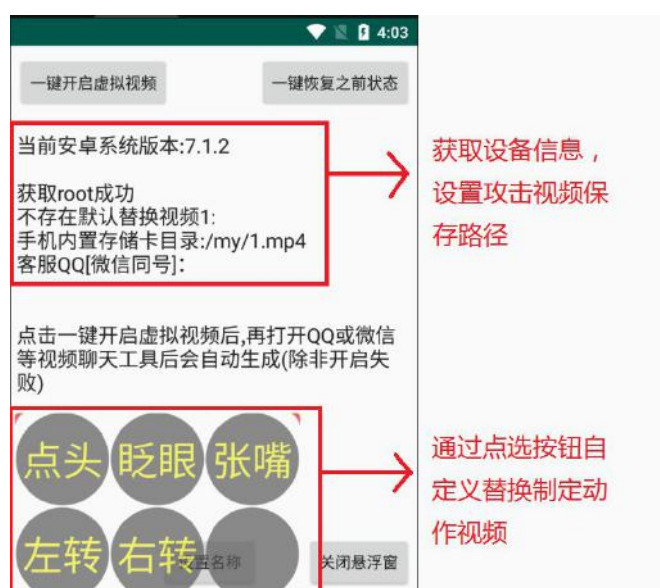 4:03
一键开启虚拟视频
一键恢复之前状态
当前安卓系统版本:7.1.2
获取root成功
不存在默认替换视频1:
手机内置存储卡目录:/my/1.mp4
客服QQ[微信同号]:
获取设备信息，
设置攻击视频保
存路径
点击一键开启虚拟视频后,再打开QQ或微信
等视频聊天工具后会自动生成(除非开启失
败)
点头 眨眼 张嘴
左转 右转
置名称
关闭悬浮窗
通过点选按钮自
定义替换制定动
作视频